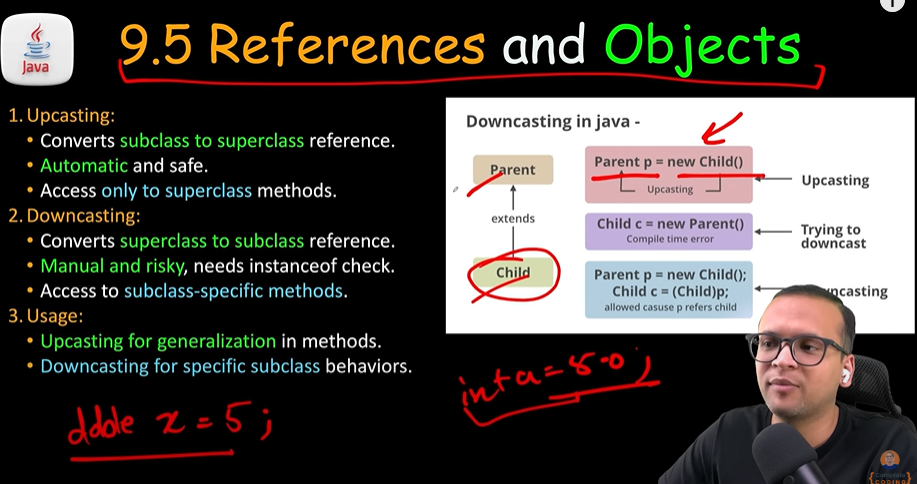 9.5 References and Objects
Java
1. Upcasting:
• Converts subclass to superclass reference.
• Automatic and safe.
• Access only to superclass methods.
2. Downcasting:
• Converts superclass to subclass reference.
• Manual and risky, needs instanceof check.
• Access to subclass-specific methods.
3. Usage:
• Upcasting for generalization in methods.
• Downcasting for specific subclass behaviors.
Downcasting in java -
Parent
extends
Child
Parent p = new Child()
Upcasting
Upcasting
Child c = new Parent()
Compile time error
Trying to
downcast
Parent p = new Child();
Child c = (Child)p;
allowed casuse p refers child
int a = 5.0;
x = 5;
CODING